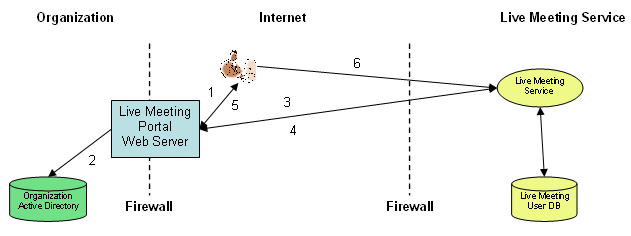 Organization
Internet
Live Meeting Service
6
Live Meeting
Service
1
5
3
4
Live Meeting
Portal
Web Server
2
Organization
Active Directory
Firewall
Firewall
Live Meeting
User DB